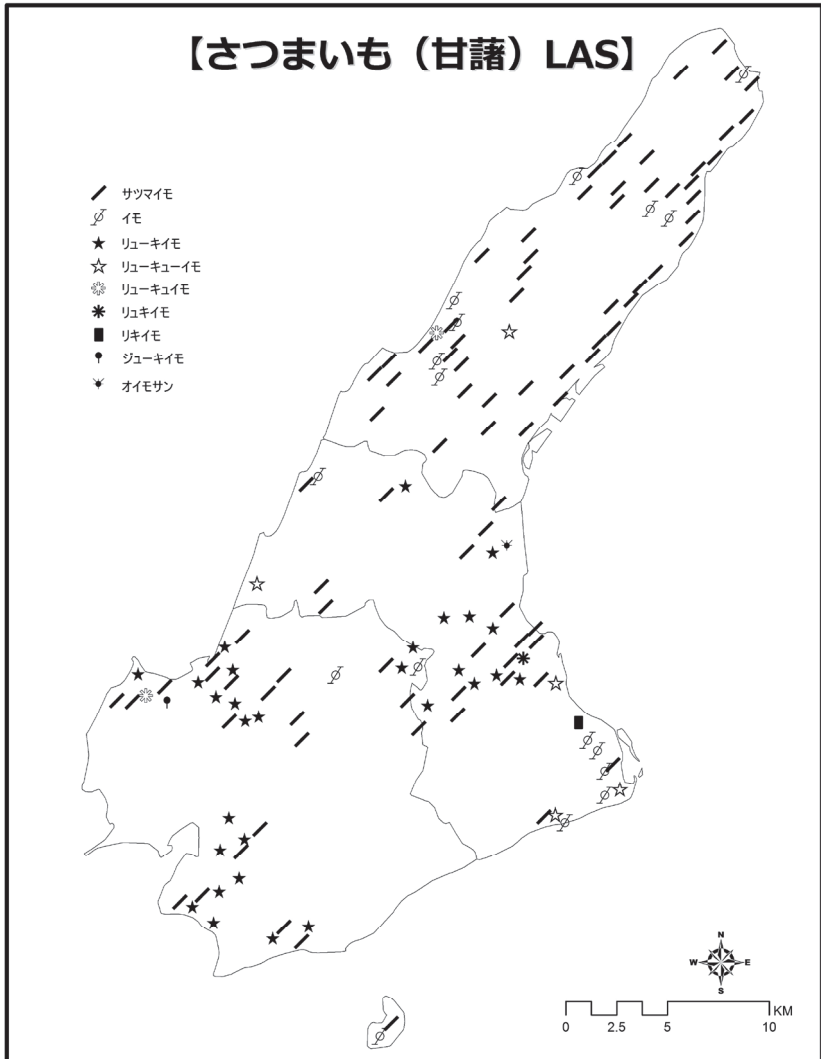 【さつまいも（甘藷）LAS】
サツマイモ
イモ
リューキイモ
リューキューイモ
リューキュイモ
リュキイモ
リキイモ
ジューキイモ
オイモサン
N
W E
S
KM
0 2.5 5 10